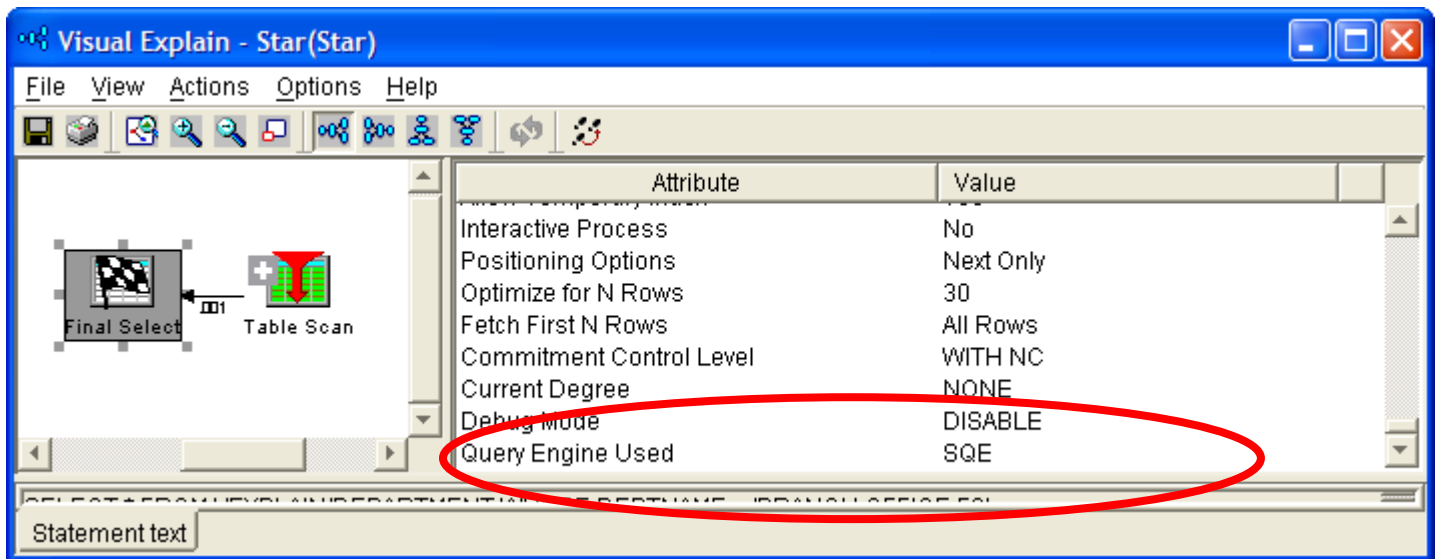 Visual Explain - Star(Star)
File View Actions Options Help
Attribute Value
Interactive Process No
Positioning Options Next Only
Optimize for N Rows 30
Fetch First N Rows All Rows
Commitment Control Level WITH NC
Current Degree NONE
Debug Mode DISABLE
Query Engine Used SQE
Final Select
.001
Table Scan
Statement text